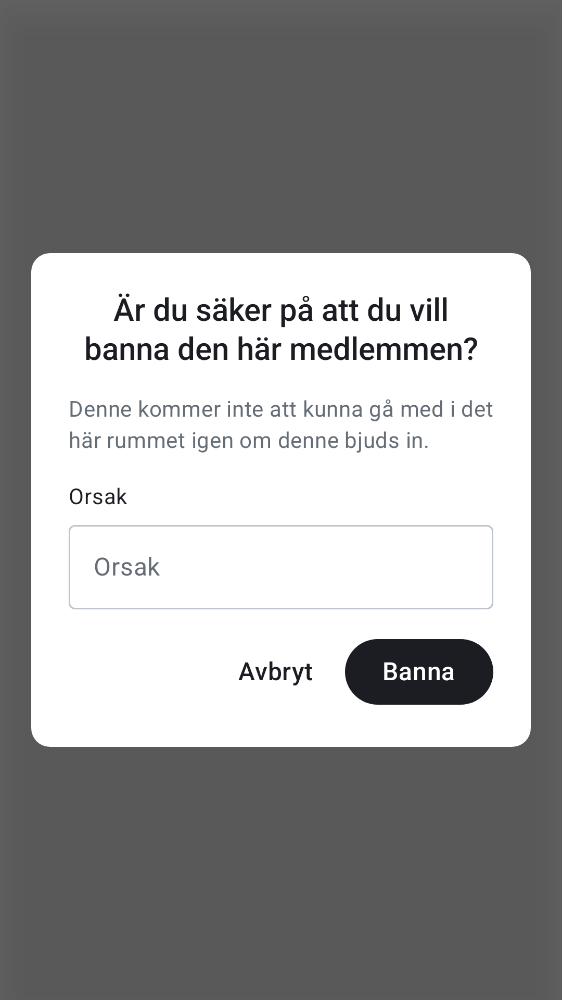 Är du säker på att du vill
banna den här medlemmen?
Denne kommer inte att kunna gå med i det
här rummet igen om denne bjuds in.
Orsak
Orsak
Avbryt
Banna